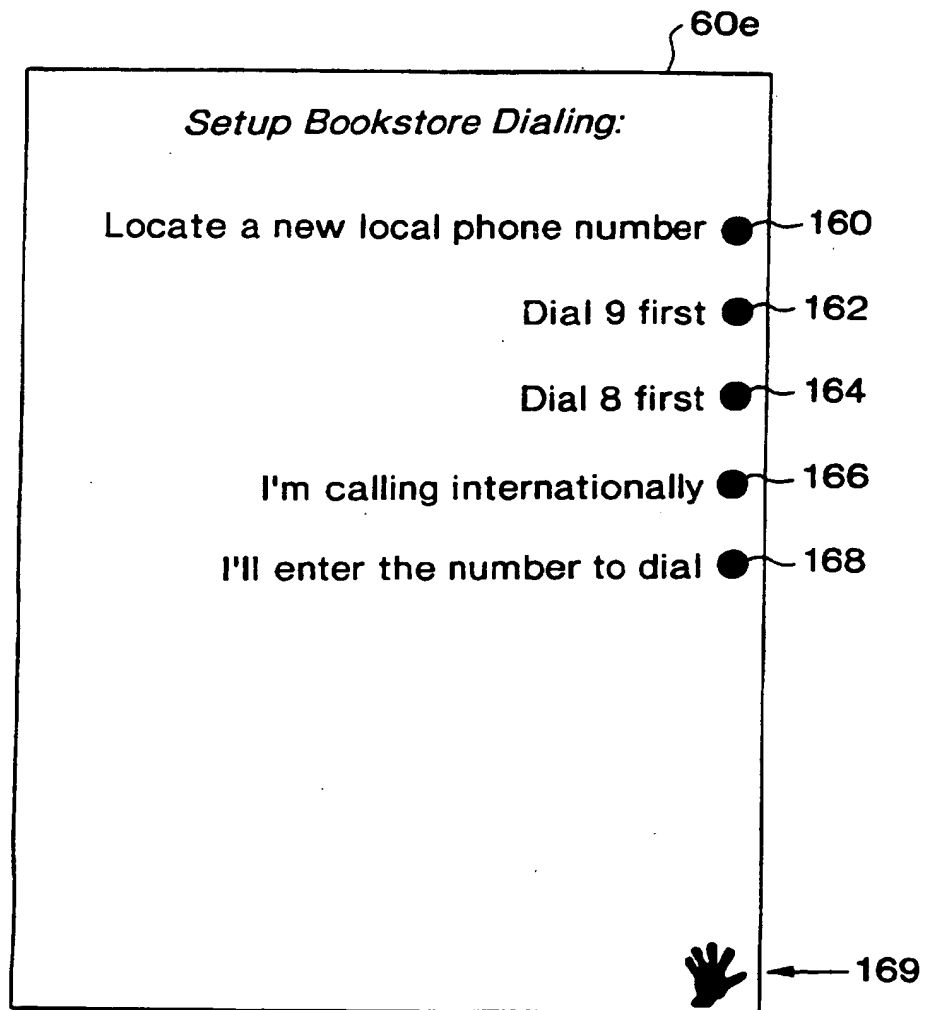 60e
Setup Bookstore Dialing:
Locate a new local phone number 160
Dial 9 first 162
Dial 8 first 164
I'm calling internationally 166
I'll enter the number to dial 168
169